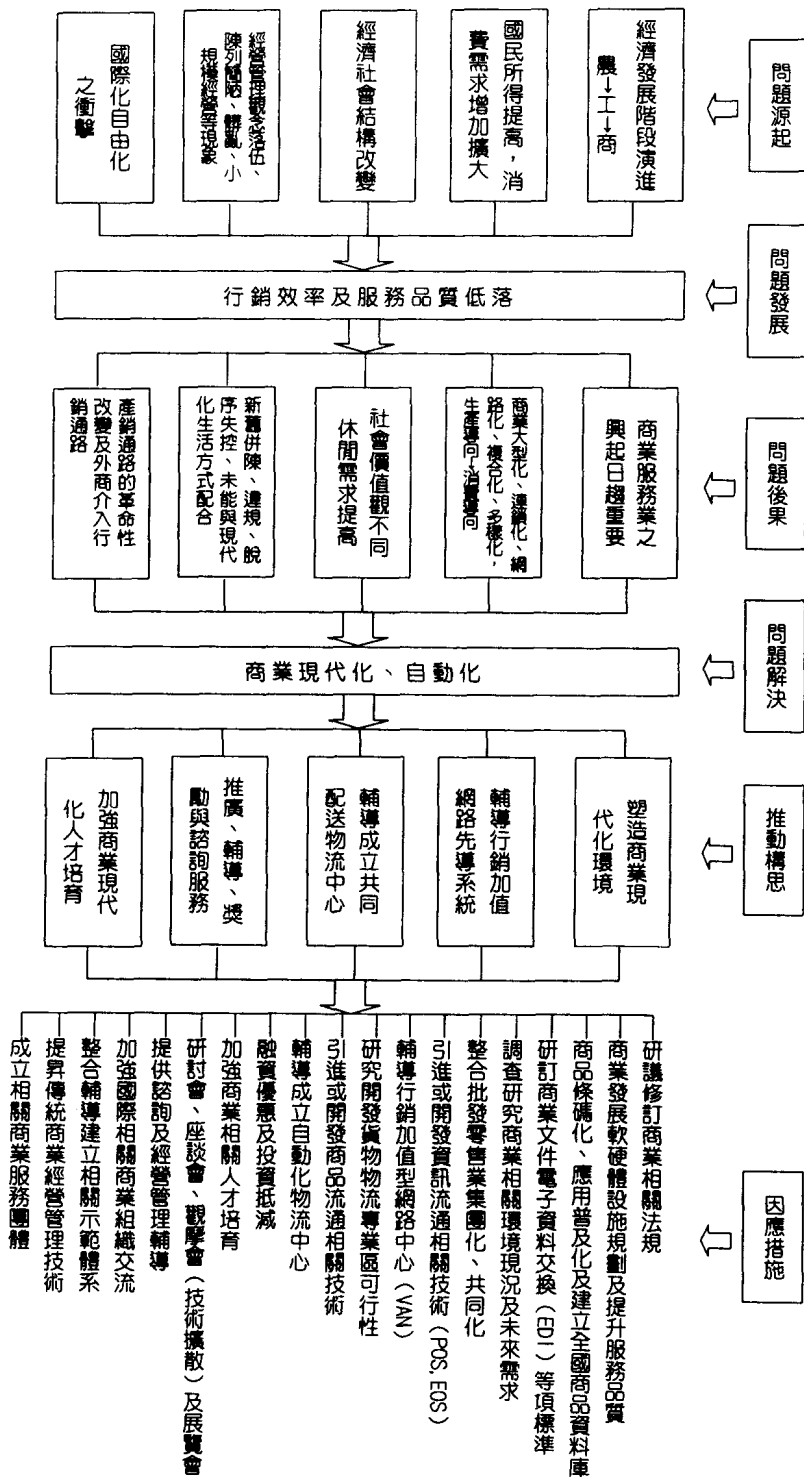 問題源起
經濟發展階段演進
農→工→商
國民所得提高，消
費需求增加擴大
經濟社會結構改變
經營管理觀念落伍、
陳列簡陋、髒亂、小
規模經營等現象
國際化自由化
之衝擊
問題發展
行銷效率及服務品質低落
問題後果
商業服務業之
興起日趨重要
商業大型化、連鎖化、網
路化、複合化、多樣化，
生產導向→消費導向
社會價值觀不同
休閒需求提高
新舊併陳、違規、脫
序失控、未能與現代
化生活方式配合
產銷通路的革命性
改變及外商介入行
銷通路
問題解決
商業現代化、自動化
推動構思
塑造商業現
代化環境
輔導行銷加值
網路先導系統
輔導成立共同
配送物流中心
推廣、輔導、獎
勵與諮詢服務
加強商業現代
化人才培育
因應措施
研議修訂商業相關法規
商業發展軟硬體設施規劃及提升服務品質
商品條碼化、應用普及化及建立全國商品資料庫
研訂商業文件電子資料交換（EDI）等項標準
調查研究商業相關環境現況及未來需求
整合批發零售業集團化、共同化
引進或開發資訊流通相關技術（POS, EOS）
輔導行銷加值型網路中心（VAN）
研究開發貨物物流專業區可行性
引進或開發商品流通相關技術
輔導成立自動化物流中心
融資優惠及投資抵減
加強商業相關人才培育
研討會、座談會、觀摩會（技術擴散）及展覽會
提供諮詢及經營管理輔導
加強國際相關商業組織交流
整合輔導建立相關示範體系
提昇傳統商業經營管理技術
成立相關商業服務團體